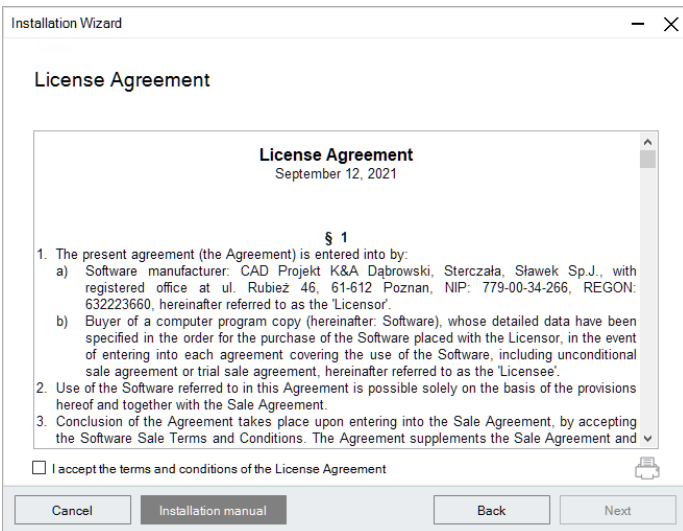 Installation Wizard
License Agreement
License Agreement
September 12, 2021
§ 1
1. The present agreement (the Agreement) is entered into by:
a) Software manufacturer: CAD Projekt K&A Dąbrowski, Sterczała, Sławek Sp.J., with
registered office at ul. Rubież 46, 61-612 Poznan, NIP: 779-00-34-266, REGON:
632223660, hereinafter referred to as the 'Licensor'.
b) Buyer of a computer program copy (hereinafter: Software), whose detailed data have been
specified in the order for the purchase of the Software placed with the Licensor, in the event
of entering into each agreement covering the use of the Software, including unconditional
sale agreement or trial sale agreement, hereinafter referred to as the 'Licensee'.
2. Use of the Software referred to in this Agreement is possible solely on the basis of the provisions
hereof and together with the Sale Agreement.
3. Conclusion of the Agreement takes place upon entering into the Sale Agreement, by accepting
the Software Sale Terms and Conditions. The Agreement supplements the Sale Agreement and
I accept the terms and conditions of the License Agreement
Cancel Installation manual Back Next